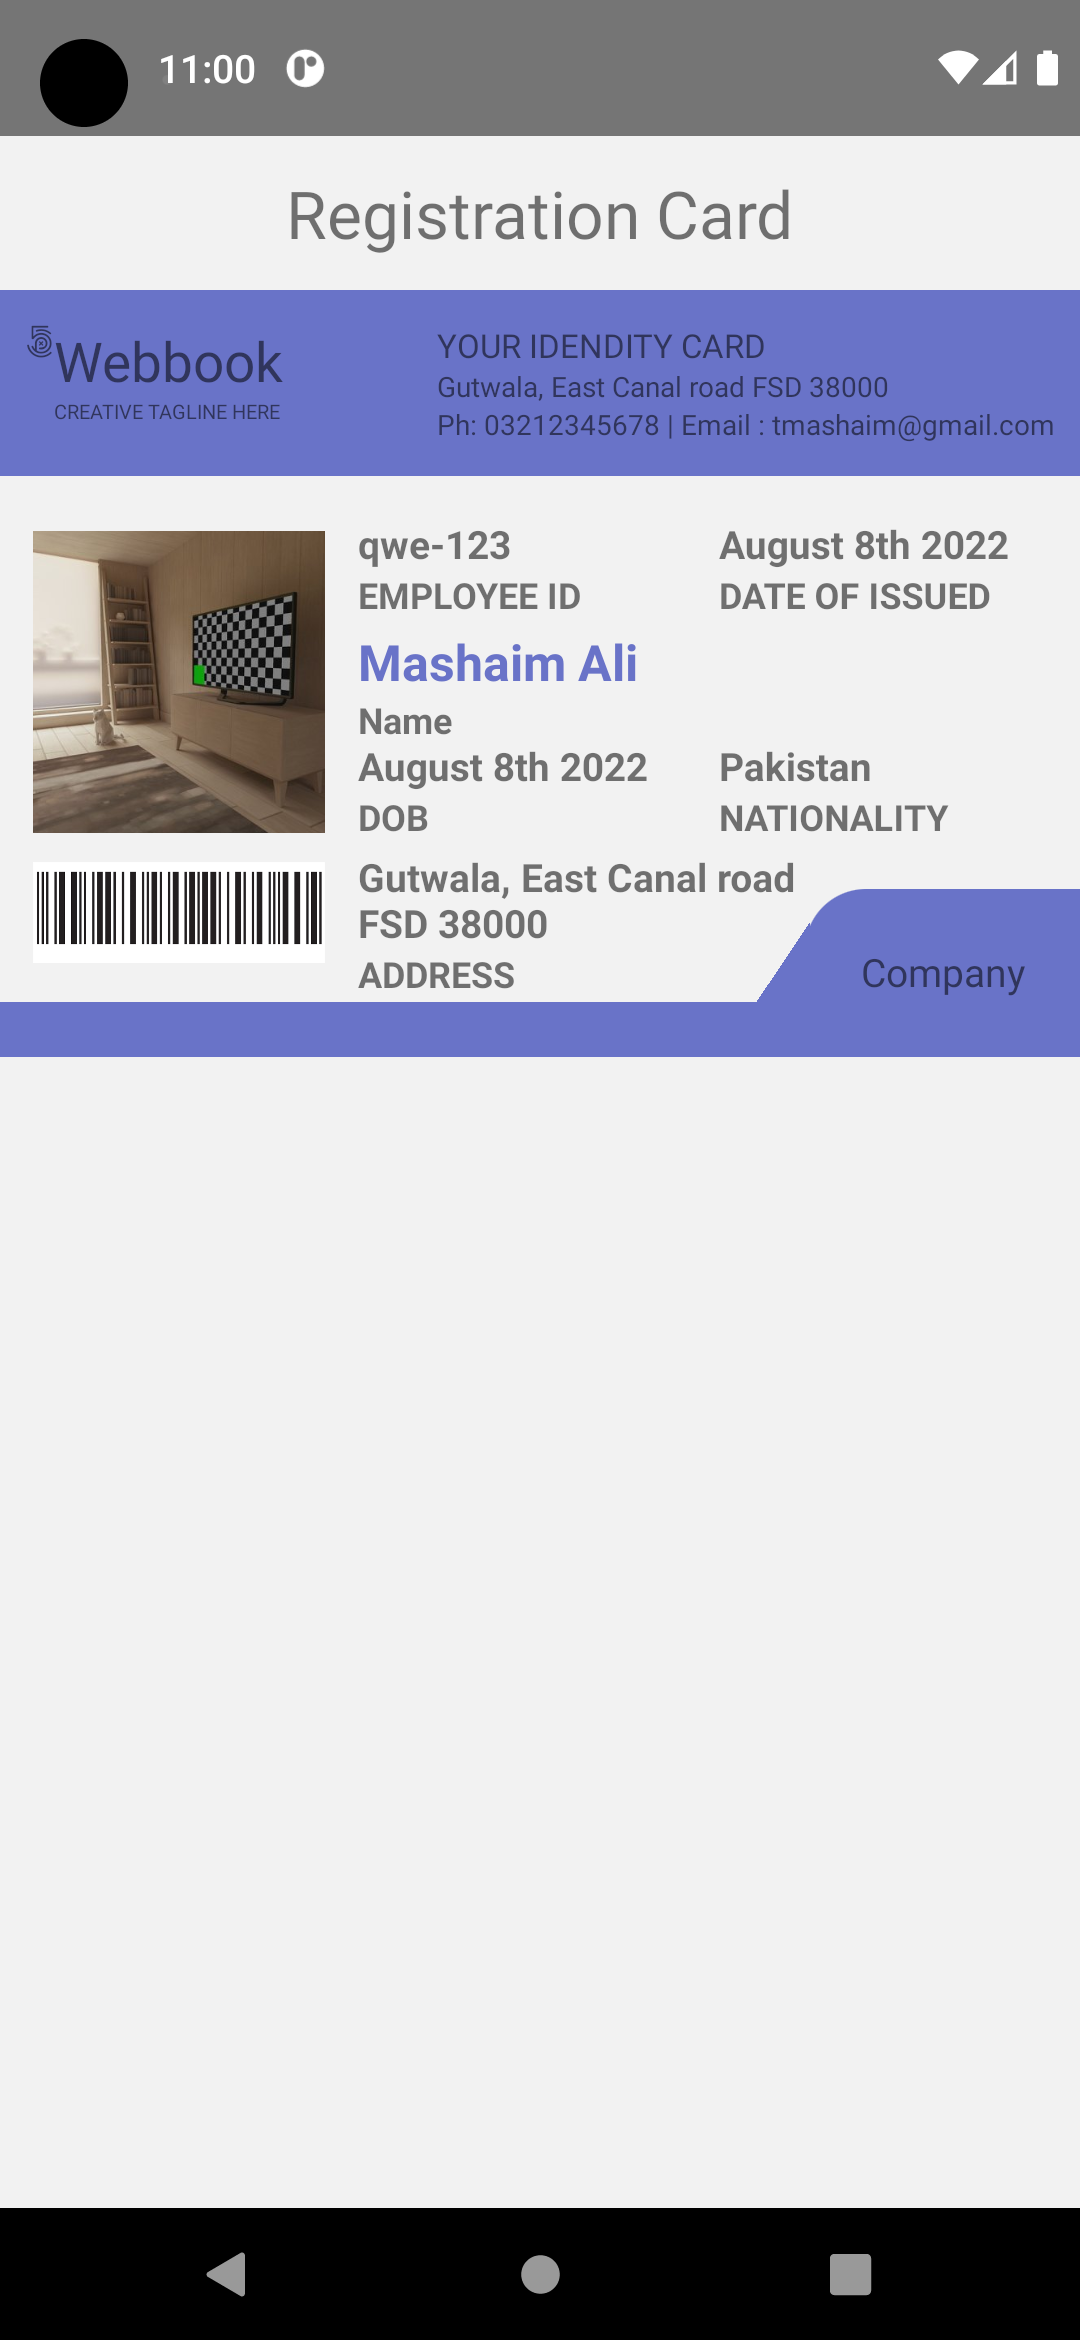 11:00
Registration Card
Webbook
CREATIVE TAGLINE HERE
YOUR IDENDITY CARD
Gutwala, East Canal road FSD 38000
Ph: 03212345678 | Email : tmashaim@gmail.com
qwe-123
EMPLOYEE ID
August 8th 2022
DATE OF ISSUED
Mashaim Ali
Name
August 8th 2022
DOB
Pakistan
NATIONALITY
Gutwala, East Canal road
FSD 38000
ADDRESS
Company